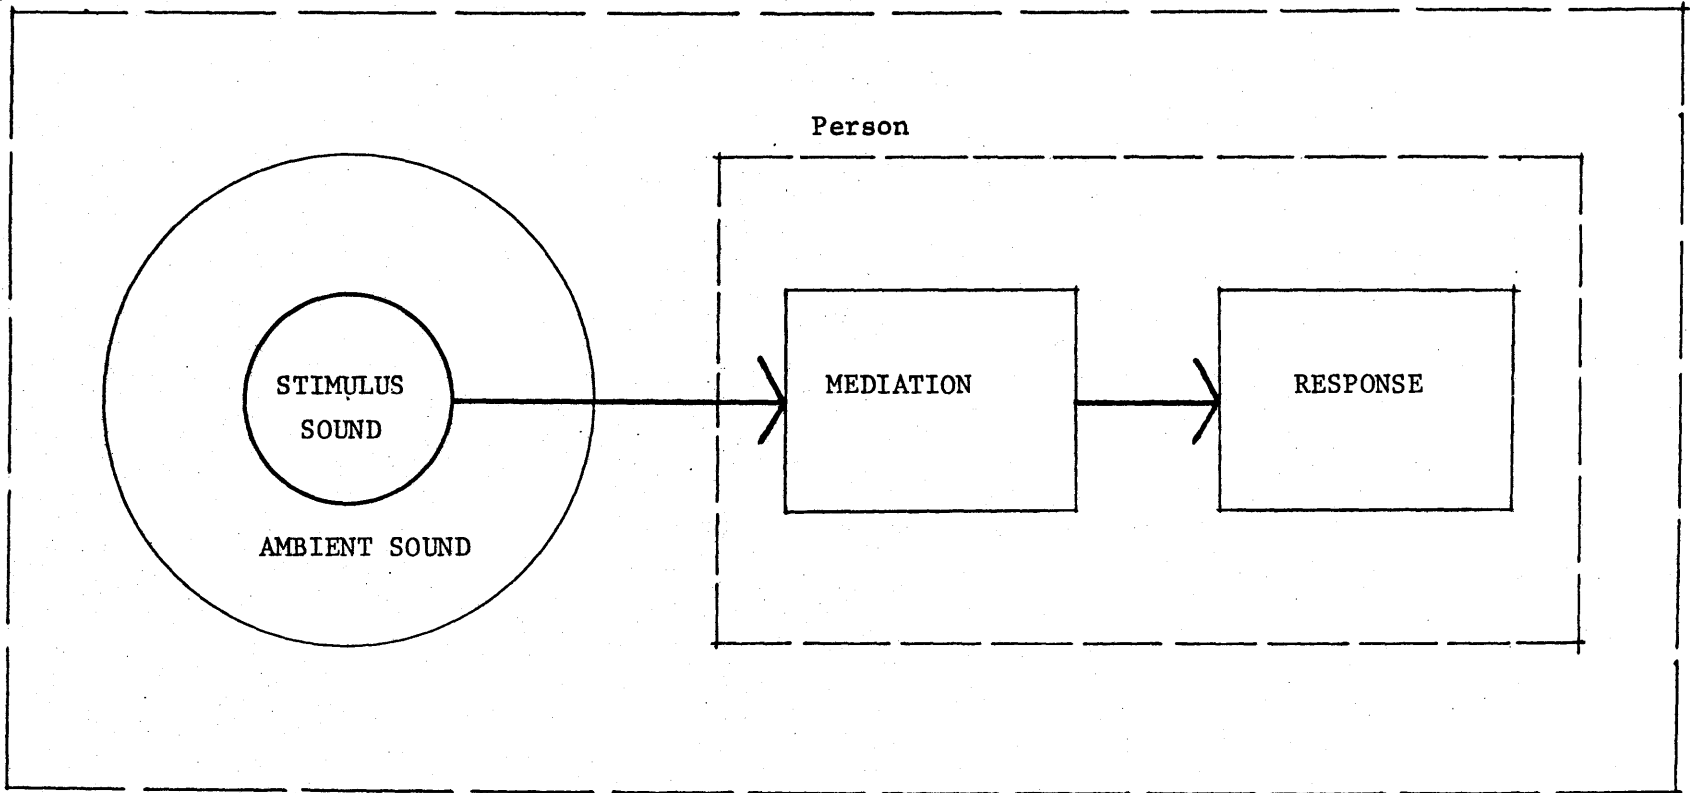 Person
STIMULUS
SOUND
AMBIENT SOUND
MEDIATION
RESPONSE